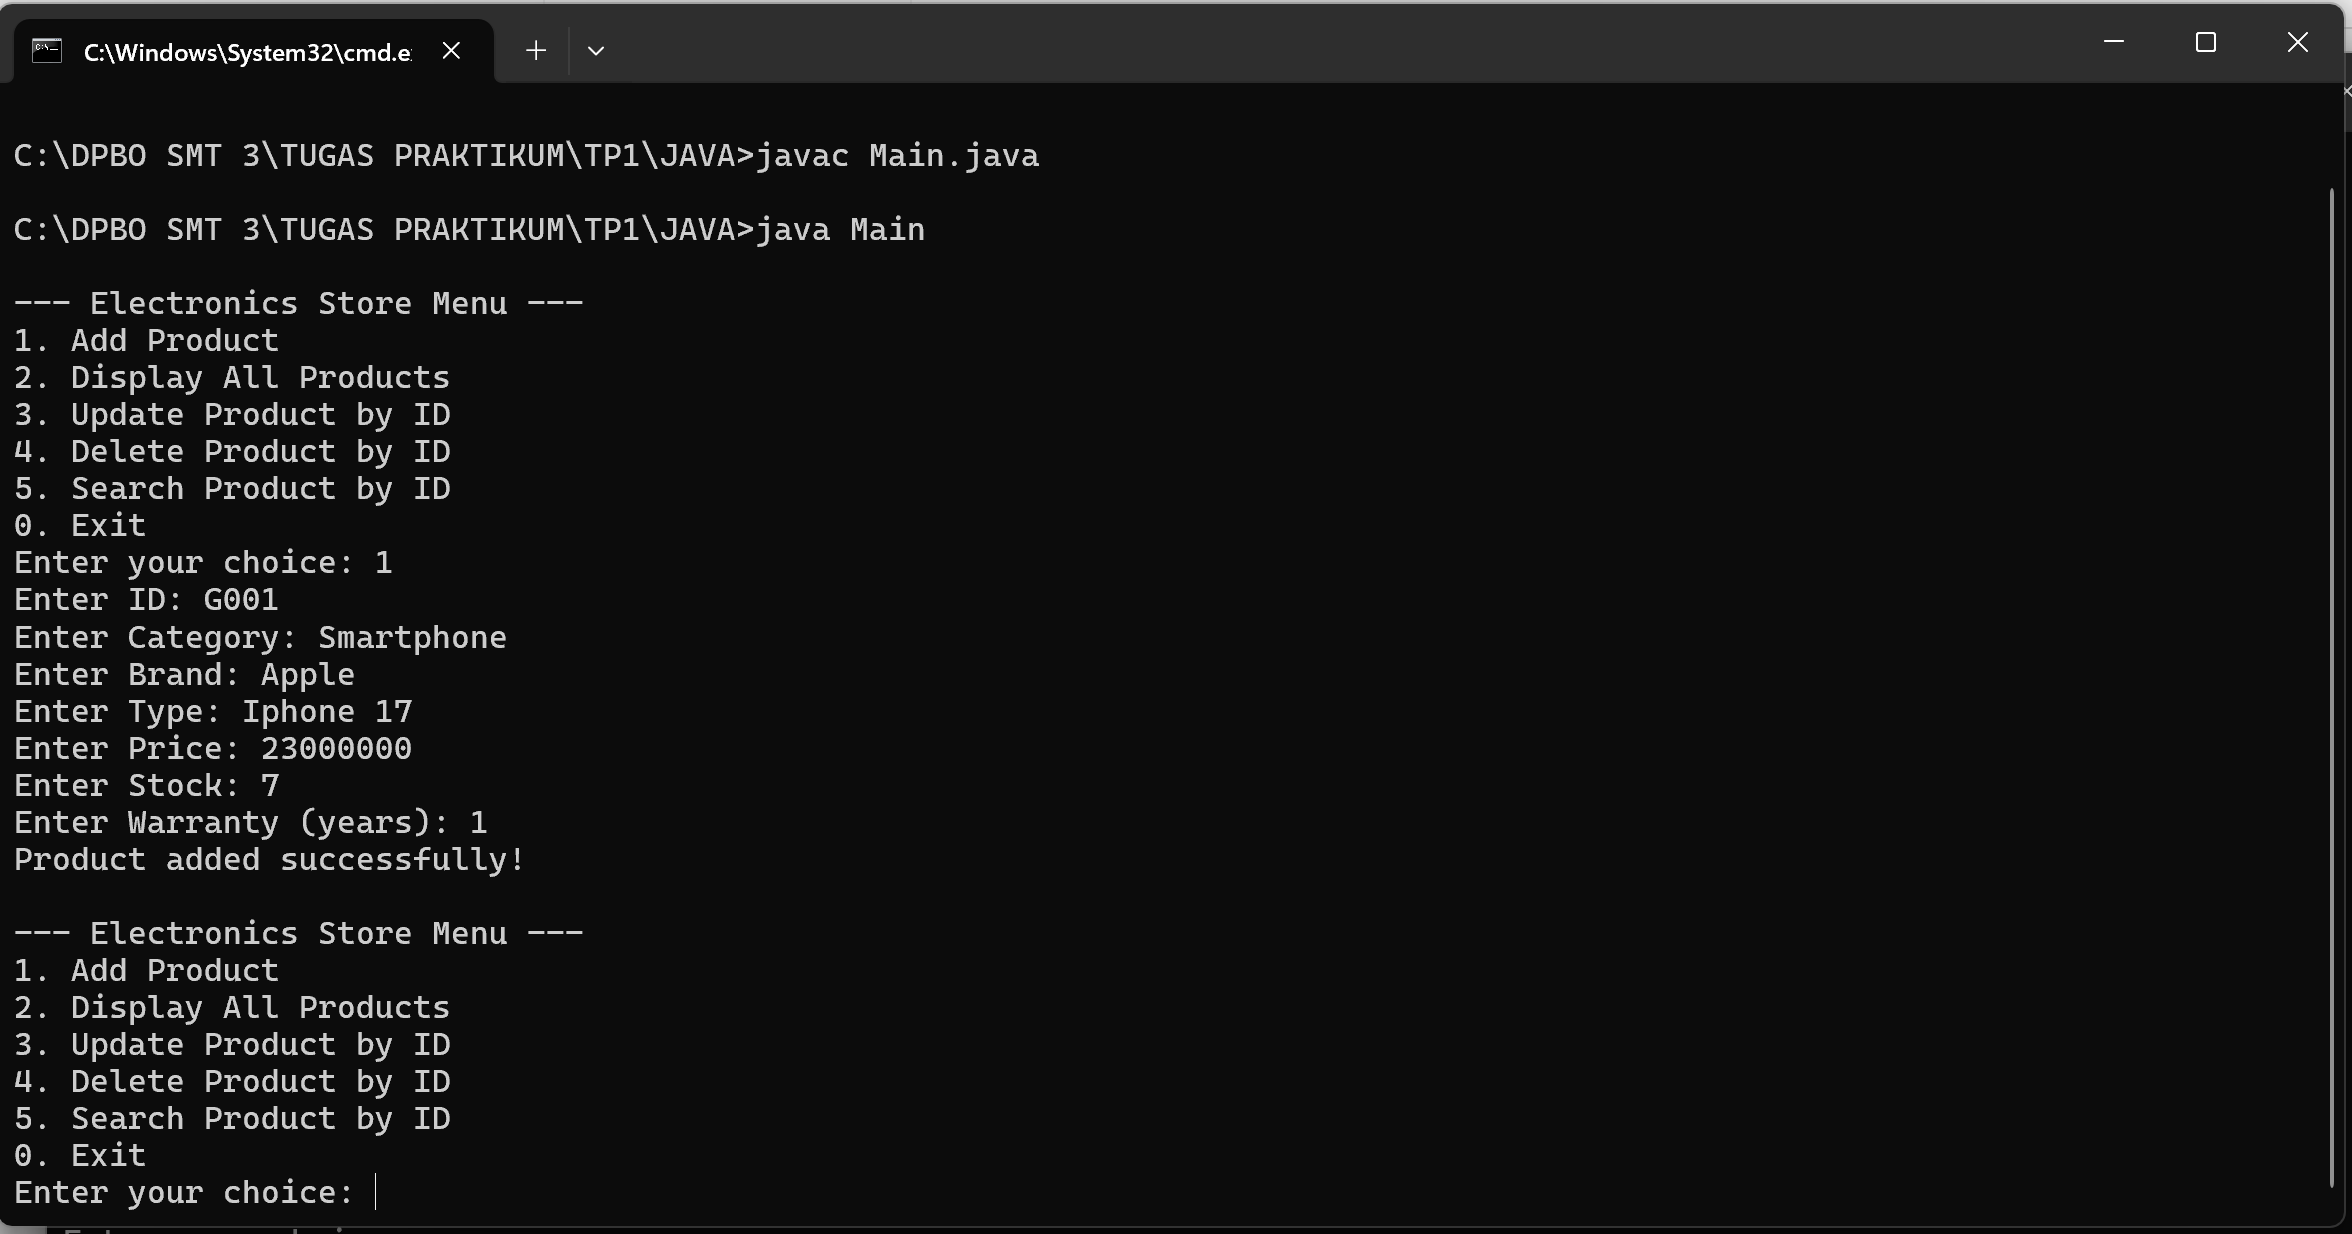 C:\Windows\System32\cmd.e
C:\DPBO SMT 3\TUGAS PRAKTIKUM\TP1\JAVA>javac Main.java
C:\DPBO SMT 3\TUGAS PRAKTIKUM\TP1\JAVA>java Main
--- Electronics Store Menu ---
1. Add Product
2. Display All Products
3. Update Product by ID
4. Delete Product by ID
5. Search Product by ID
0. Exit
Enter your choice: 1
Enter ID: G001
Enter Category: Smartphone
Enter Brand: Apple
Enter Type: Iphone 17
Enter Price: 23000000
Enter Stock: 7
Enter Warranty (years): 1
Product added successfully!
--- Electronics Store Menu ---
1. Add Product
2. Display All Products
3. Update Product by ID
4. Delete Product by ID
5. Search Product by ID
0. Exit
Enter your choice: